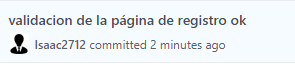 validacion de la página de registro ok
Isaac2712 committed 2 minutes ago